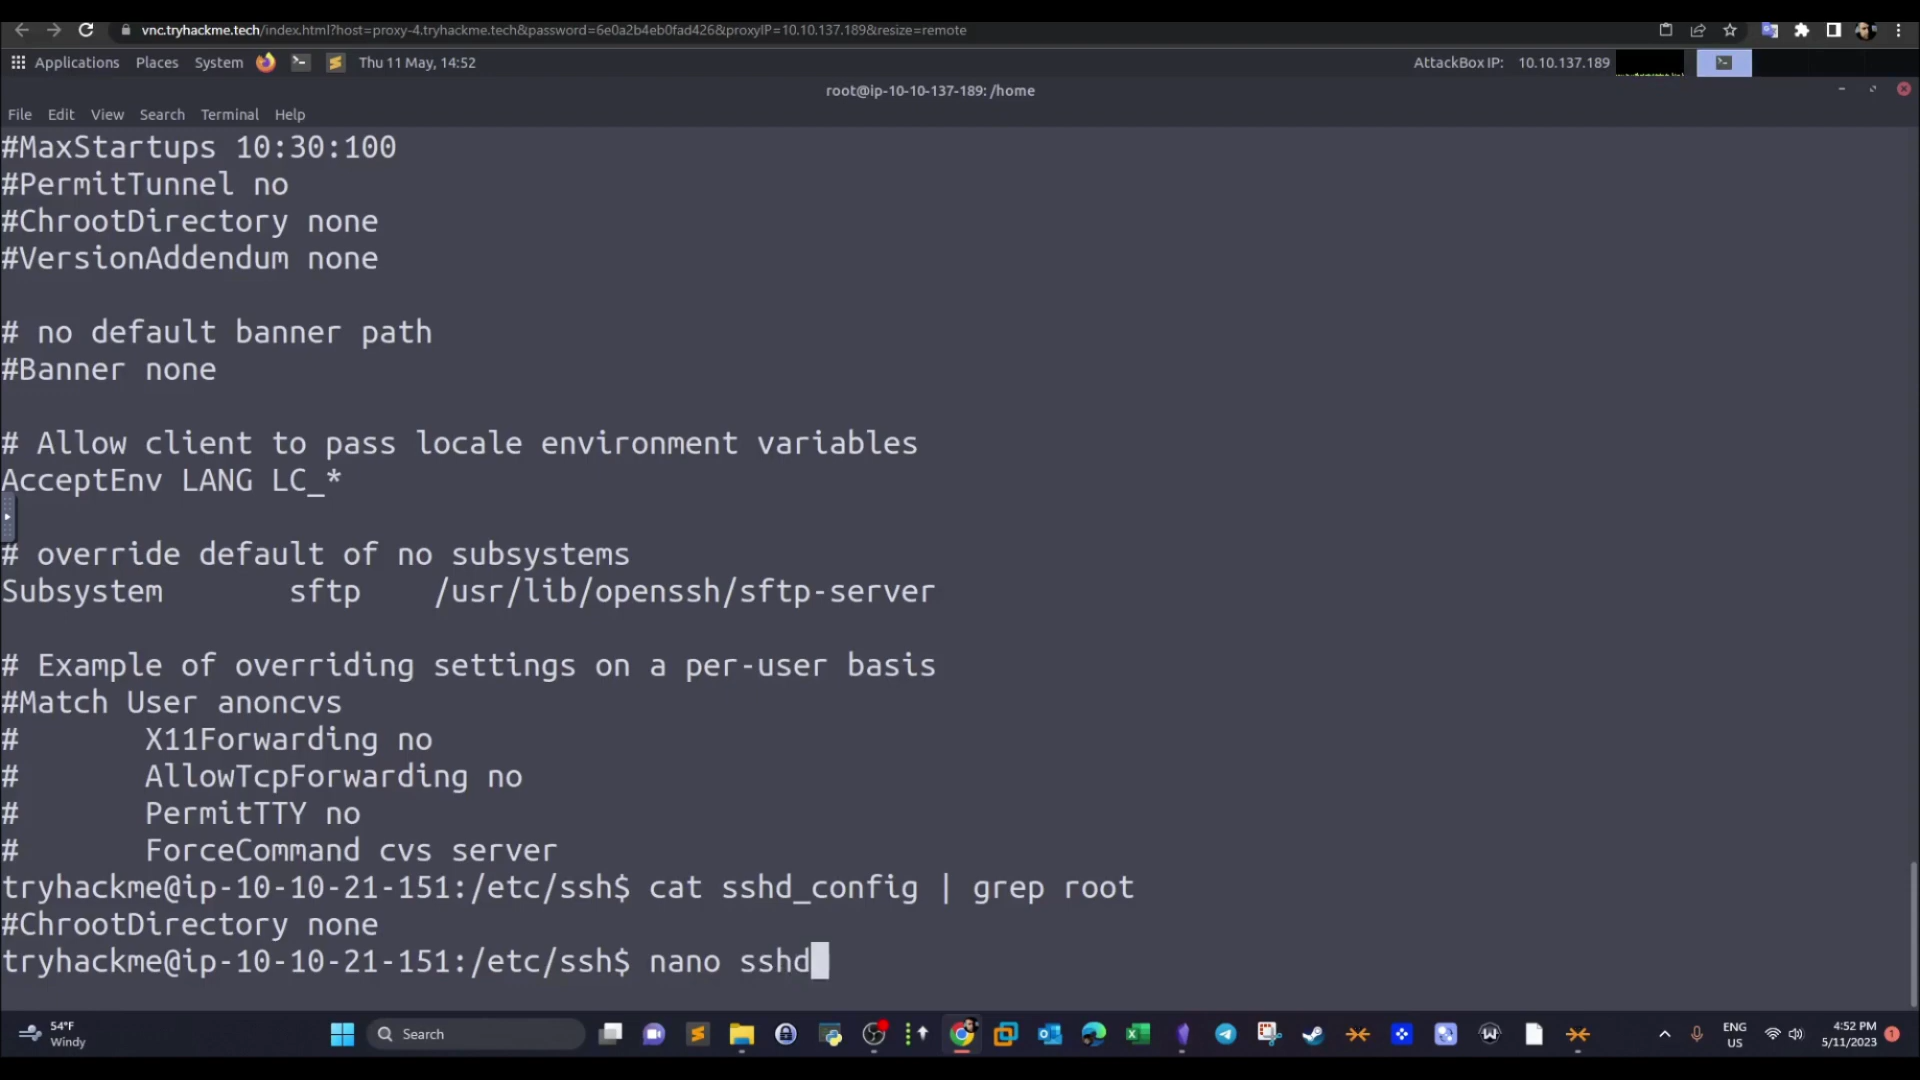 vnc.tryhackme.tech/index.html?host=proxy-4.tryhackme.tech&password=6e0a2b4eb0fad426&proxyIP=10.10.137.189&resize=remote
Applications Places System Thu 11 May, 14:52 AttackBox IP: 10.10.137.189
root@ip-10-10-137-189: /home
File Edit View Search Terminal Help
#MaxStartups 10:30:100
#PermitTunnel no
#ChrootDirectory none
#VersionAddendum none
# no default banner path
#Banner none
# Allow client to pass locale environment variables
AcceptEnv LANG LC_*
# override default of no subsystems
Subsystem sftp /usr/lib/openssh/sftp-server
# Example of overriding settings on a per-user basis
#Match User anoncvs
# X11Forwarding no
# AllowTcpForwarding no
# PermitTTY no
# ForceCommand cvs server
tryhackme@ip-10-10-21-151:/etc/ssh$ cat sshd_config | grep root
#ChrootDirectory none
tryhackme@ip-10-10-21-151:/etc/ssh$ nano sshd
54°F
Windy
Search
ENG
US
4:52 PM
5/11/2023
1